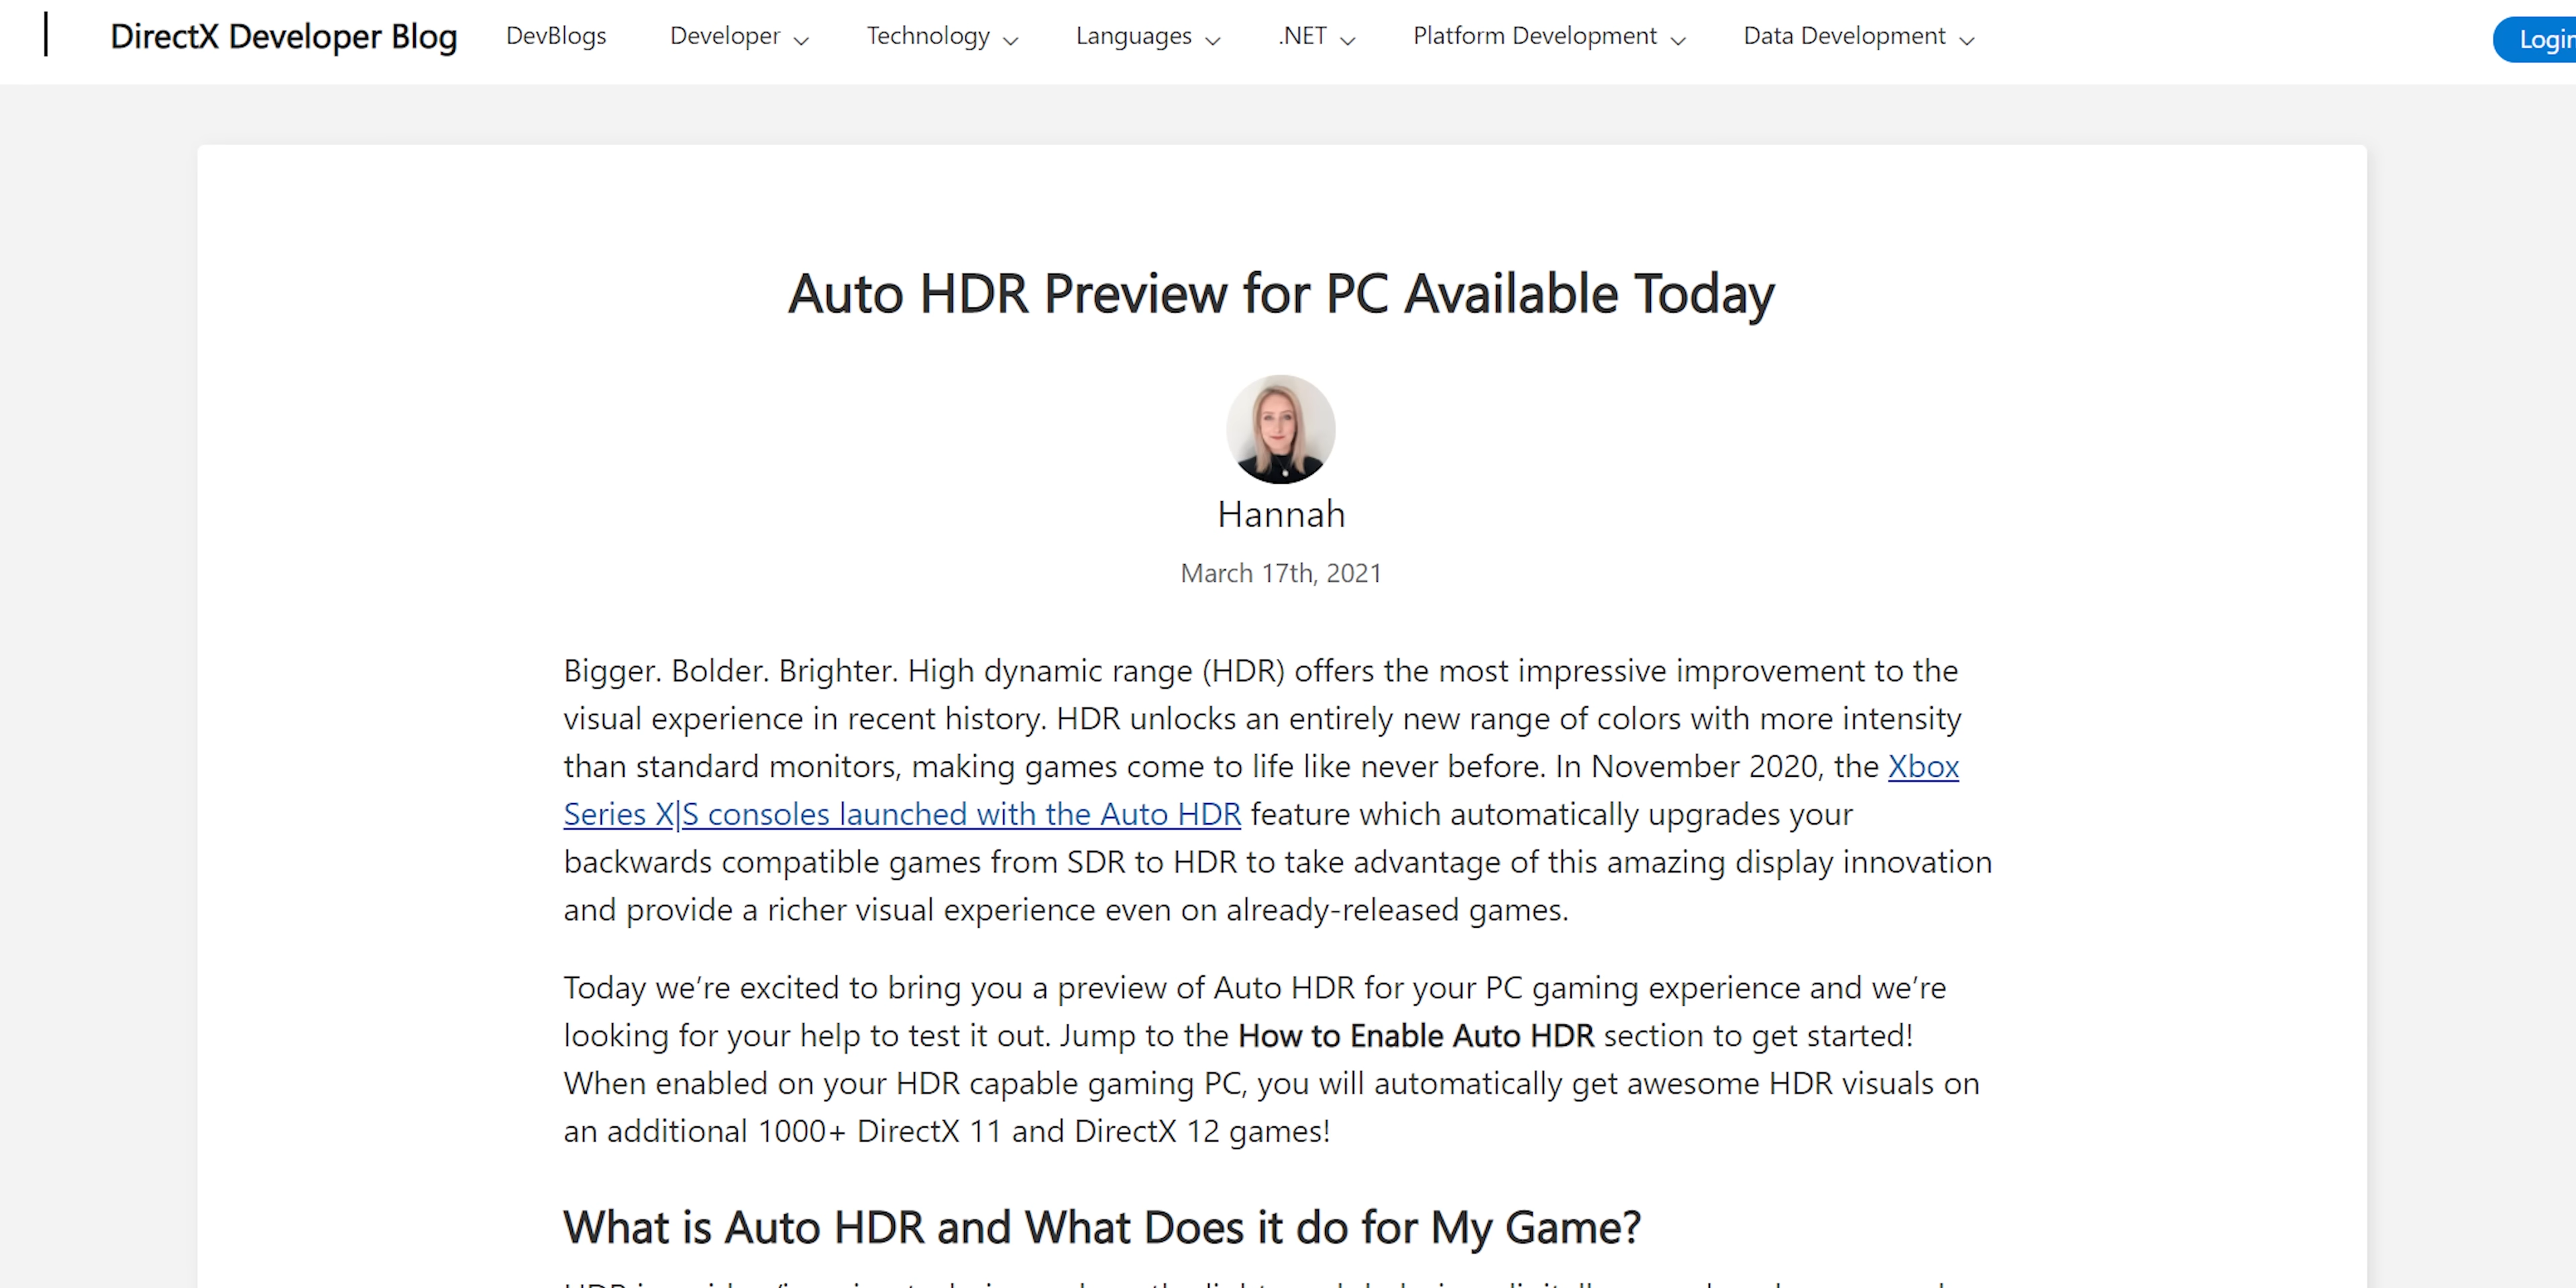 DirectX Developer Blog DevBlogs Developer Technology Languages .NET Platform Development Data Development Login
Auto HDR Preview for PC Available Today
Hannah
March 17th, 2021
Bigger. Bolder. Brighter. High dynamic range (HDR) offers the most impressive improvement to the
visual experience in recent history. HDR unlocks an entirely new range of colors with more intensity
than standard monitors, making games come to life like never before. In November 2020, the Xbox
Series X|S consoles launched with the Auto HDR feature which automatically upgrades your
backwards compatible games from SDR to HDR to take advantage of this amazing display innovation
and provide a richer visual experience even on already-released games.
Today we’re excited to bring you a preview of Auto HDR for your PC gaming experience and we’re
looking for your help to test it out. Jump to the How to Enable Auto HDR section to get started!
When enabled on your HDR capable gaming PC, you will automatically get awesome HDR visuals on
an additional 1000+ DirectX 11 and DirectX 12 games!
What is Auto HDR and What Does it do for My Game?